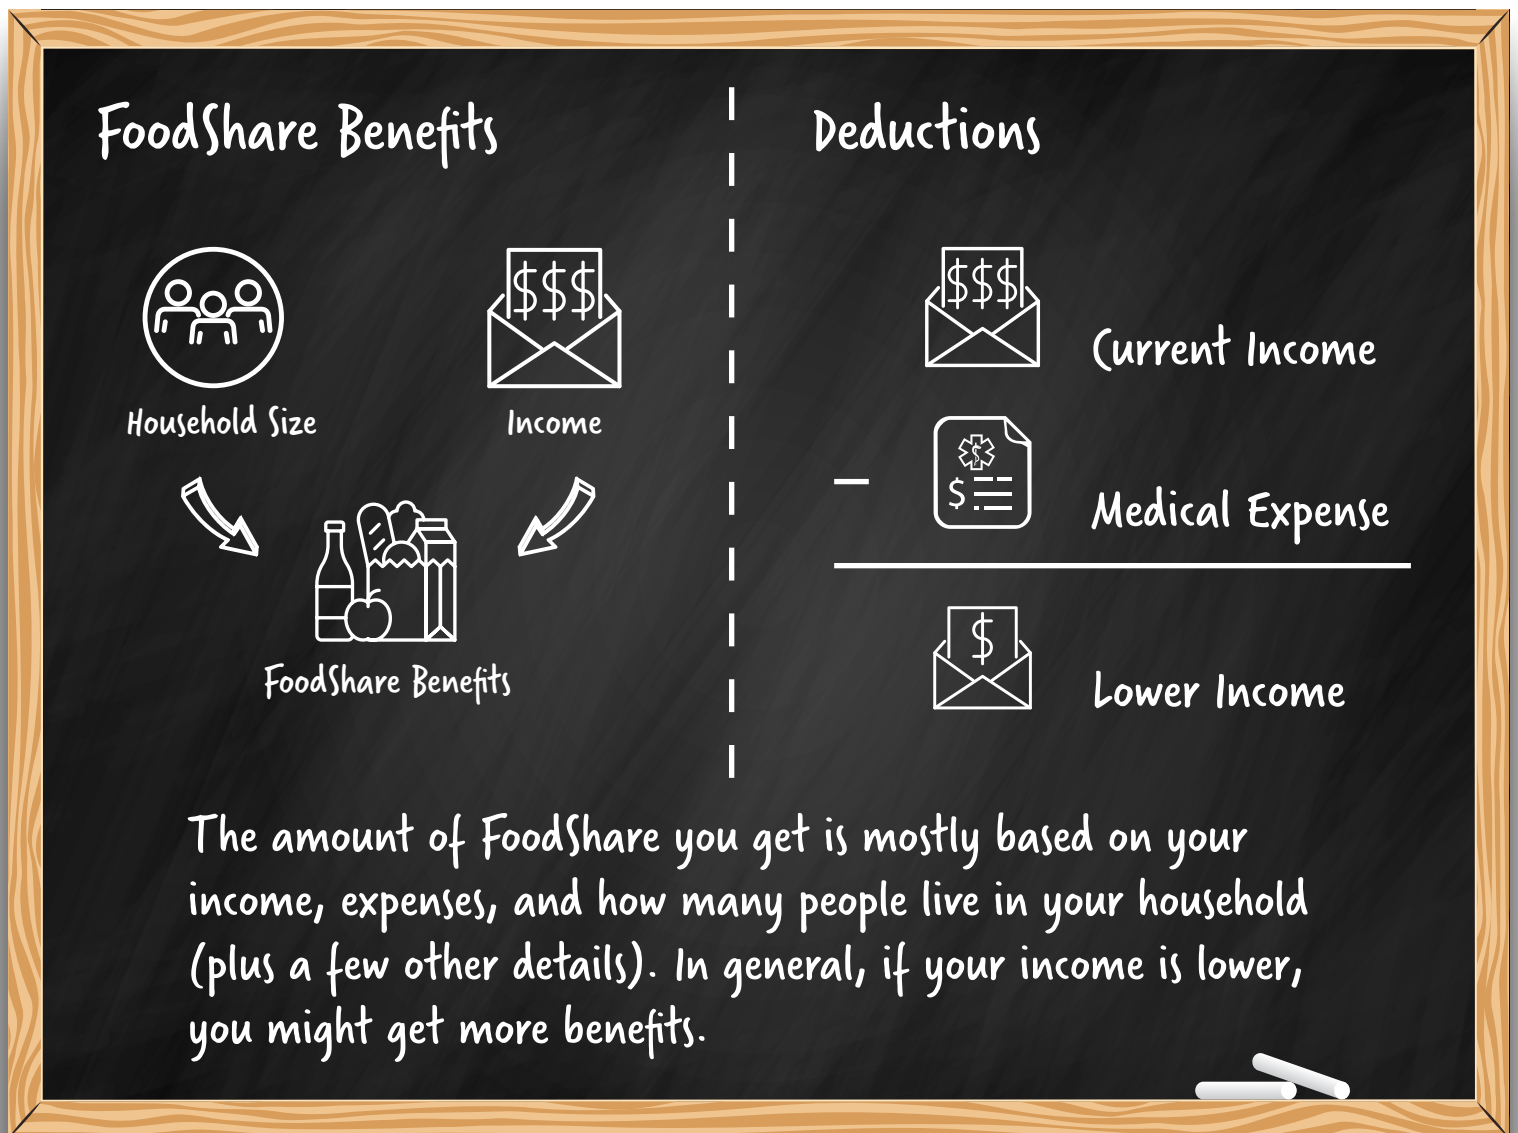 FoodShare Benefits
Household Size
Income
FoodShare Benefits
Deductions
$$$
$$$
Current Income
–
$
$
Medical Expense
$
Lower Income
The amount of FoodShare you get is mostly based on your
income, expenses, and how many people live in your household
(plus a few other details). In general, if your income is lower,
you might get more benefits.